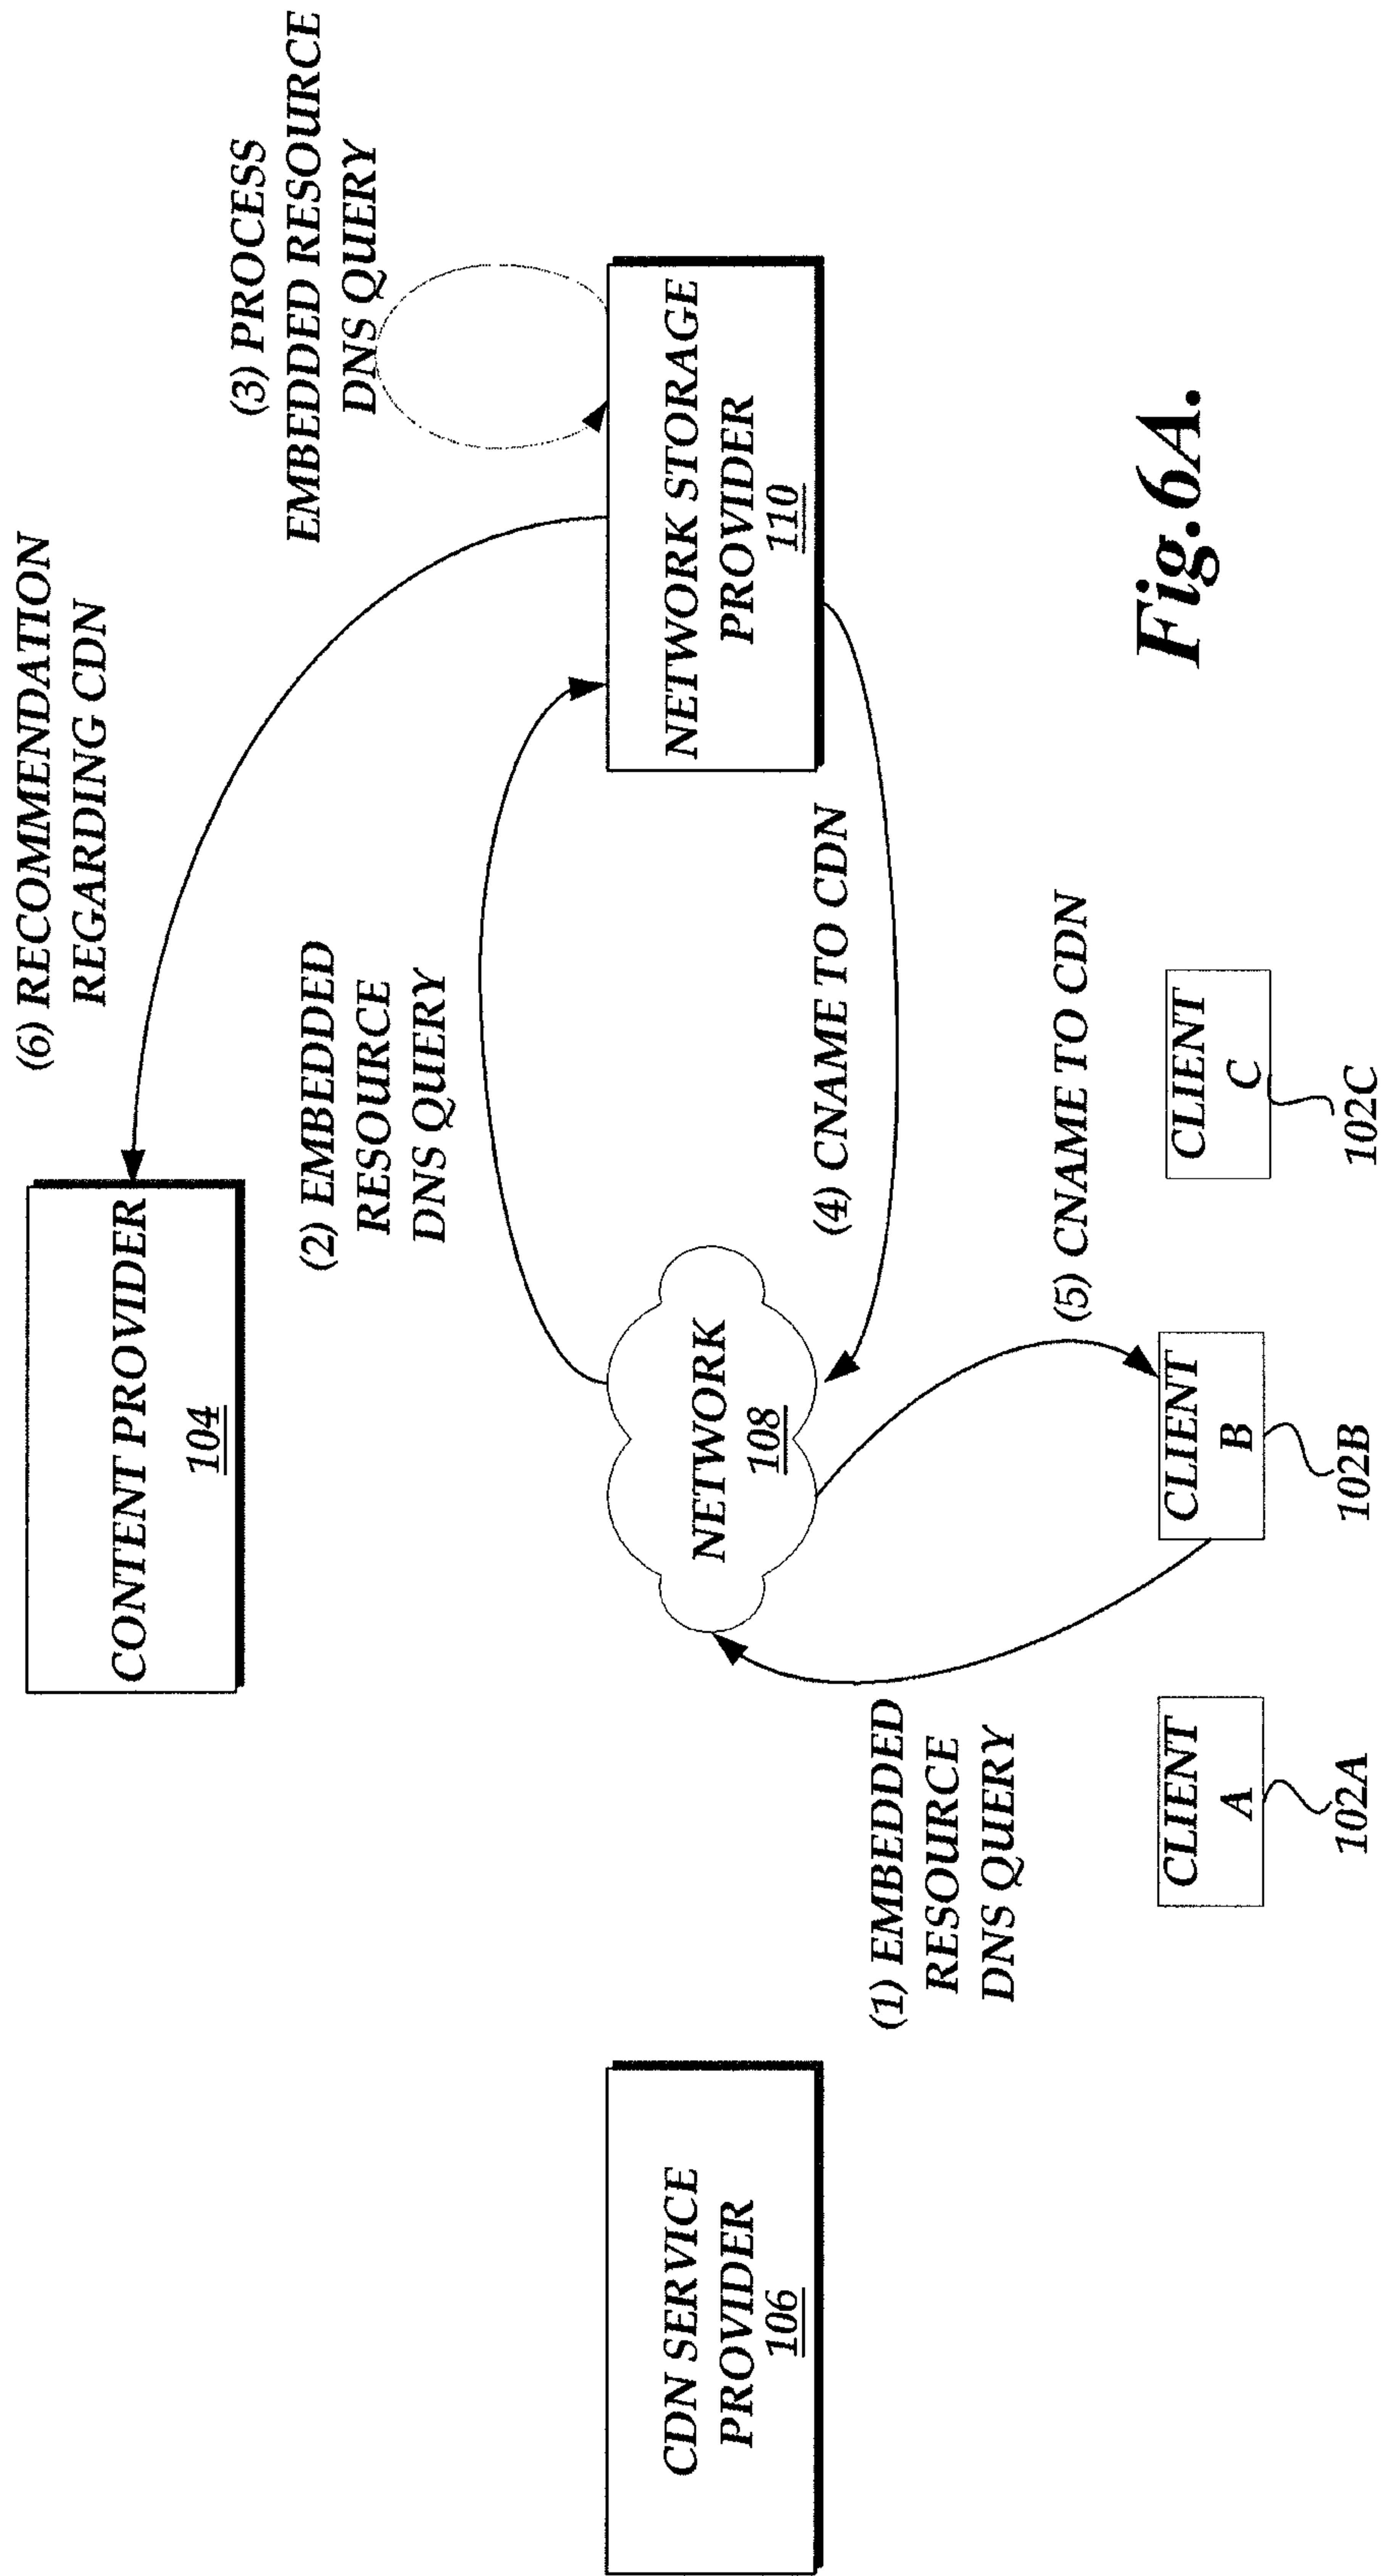 (6) RECOMMENDATION
REGARDING CDN
CONTENT PROVIDER
104
(3) PROCESS
EMBEDDED RESOURCE
DNS QUERY
(2) EMBEDDED
RESOURCE
DNS QUERY
CDN SERVICE
PROVIDER
106
NETWORK
108
NETWORK STORAGE
PROVIDER
110
(4) CNAME TO CDN
(1) EMBEDDED
RESOURCE
DNS QUERY
(5) CNAME TO CDN
CLIENT
A
102A
CLIENT
B
102B
CLIENT
C
102C
Fig.6A.